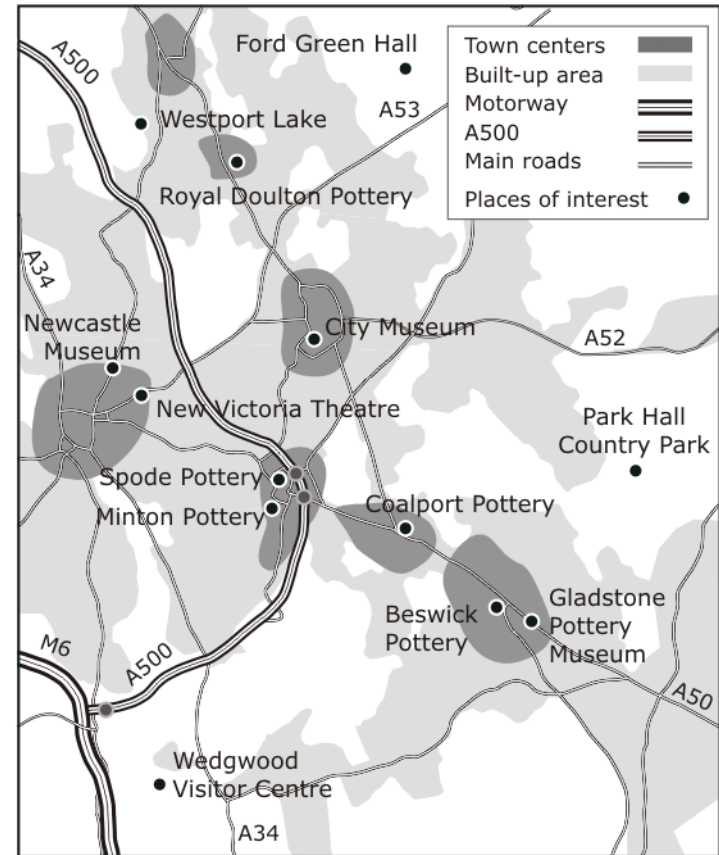 A500
Ford Green Hall
Town centers
Built-up area
Motorway
A500
Main roads
Places of interest
A53
Westport Lake
Royal Doulton Pottery
A34
Newcastle
Museum
City Museum
A52
New Victoria Theatre
Park Hall
Country Park
Spode Pottery
Coalport Pottery
Minton Pottery
Beswick
Pottery
Gladstone
Pottery
Museum
M6
A500
A50
Wedgwood
Visitor Centre
A34